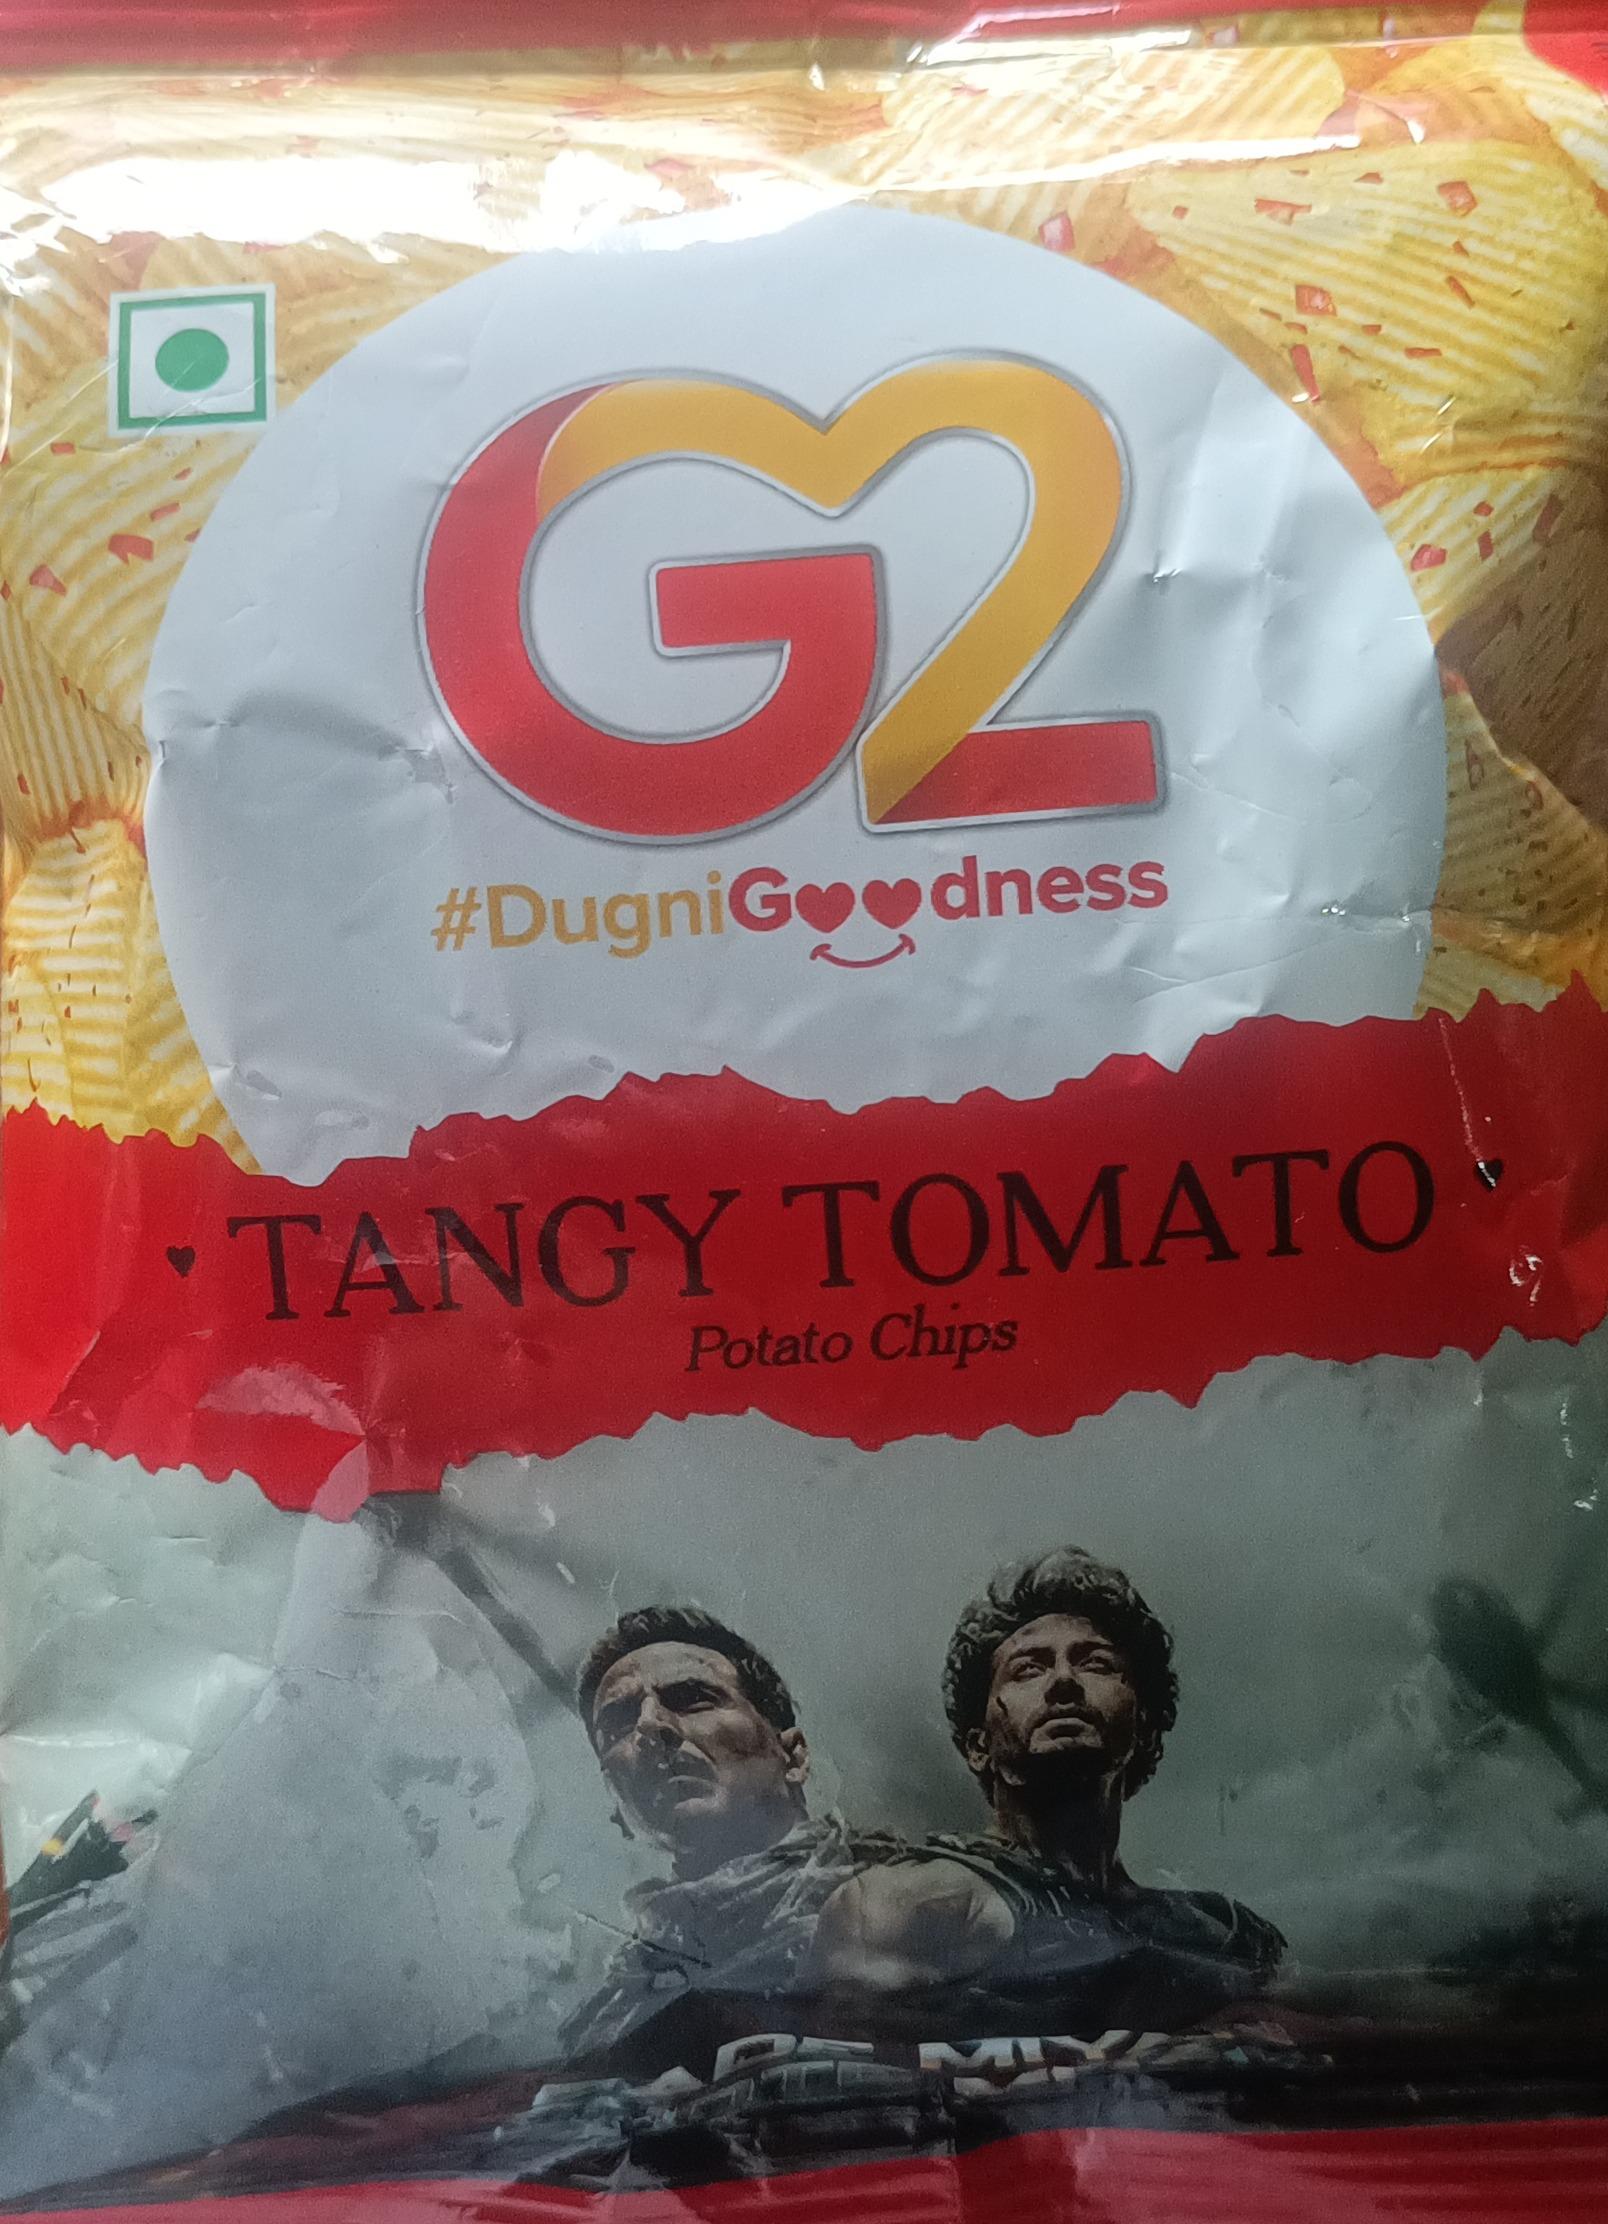 G2
#DugniGoodness
TANGY TOMATO
Potato Chips